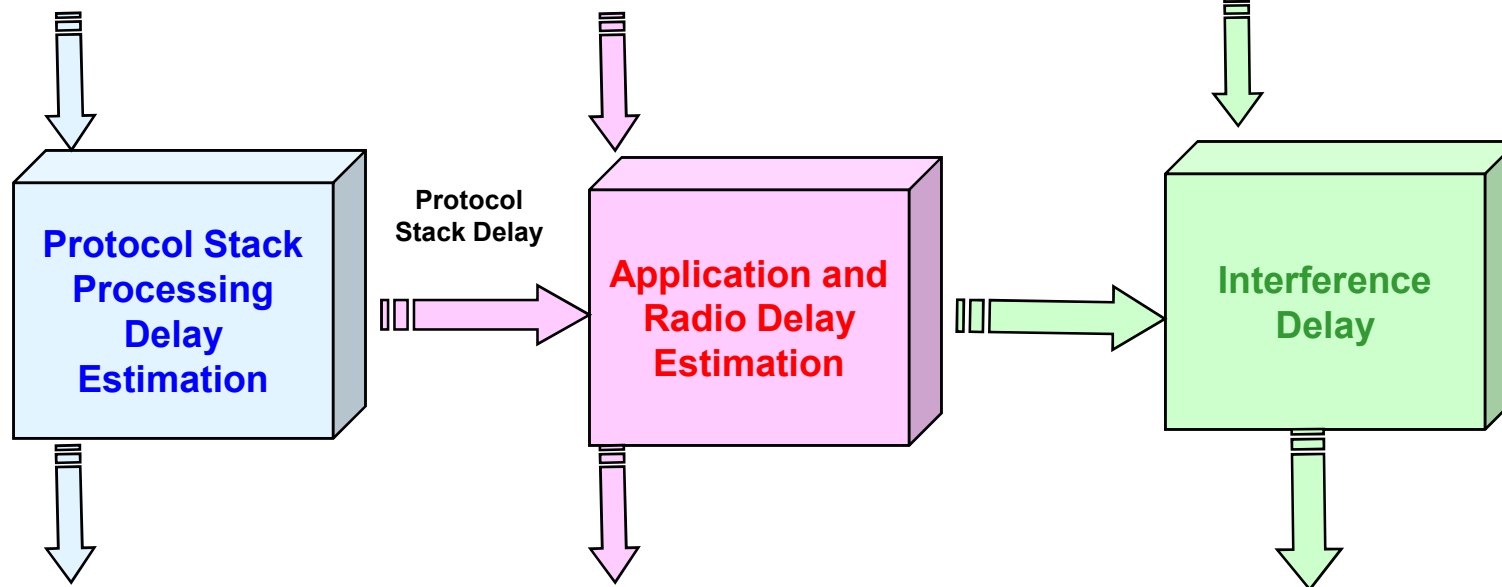 Protocol Stack
Processing
Delay
Estimation
Protocol
Stack Delay
Application and
Radio Delay
Estimation
Interference
Delay